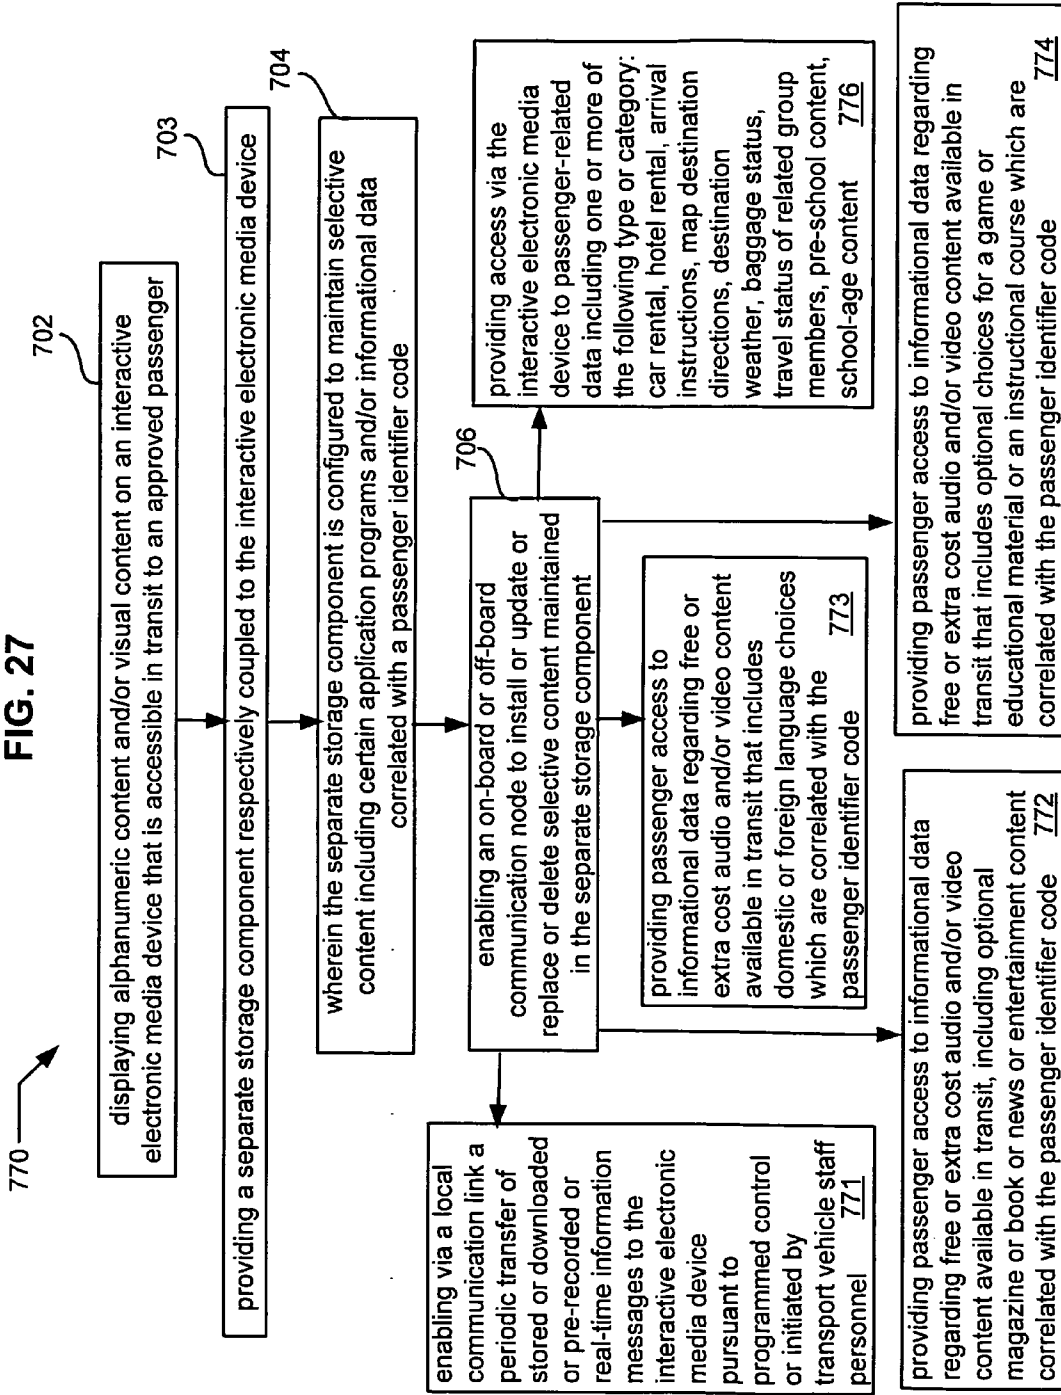 FIG. 27
770
702
displaying alphanumeric content and/or visual content on an interactive
electronic media device that is accessible in transit to an approved passenger
703
providing a separate storage component respectively coupled to the interactive electronic media device
704
wherein the separate storage component is configured to maintain selective
content including certain application programs and/or informational data
correlated with a passenger identifier code
706
enabling an on-board or off-board
communication node to install or update or
replace or delete selective content maintained
in the separate storage component
enabling via a local
communication link a
periodic transfer of
stored or downloaded
or pre-recorded or
real-time information
messages to the
interactive electronic
media device
pursuant to
programmed control
or initiated by
transport vehicle staff
personnel 771
providing passenger access to
informational data regarding free or
extra cost audio and/or video content
available in transit that includes
domestic or foreign language choices
which are correlated with the
passenger identifier code 773
providing access via the
interactive electronic media
device to passenger-related
data including one or more of
the following type or category:
car rental, hotel rental, arrival
instructions, map destination
directions, destination
weather, baggage status,
travel status of related group
members, pre-school content,
school-age content 776
providing passenger access to informational data
regarding free or extra cost audio and/or video
content available in transit, including optional
magazine or book or news or entertainment content
correlated with the passenger identifier code 772
providing passenger access to informational data regarding
free or extra cost audio and/or video content available in
transit that includes optional choices for a game or
educational material or an instructional course which are
correlated with the passenger identifier code 774